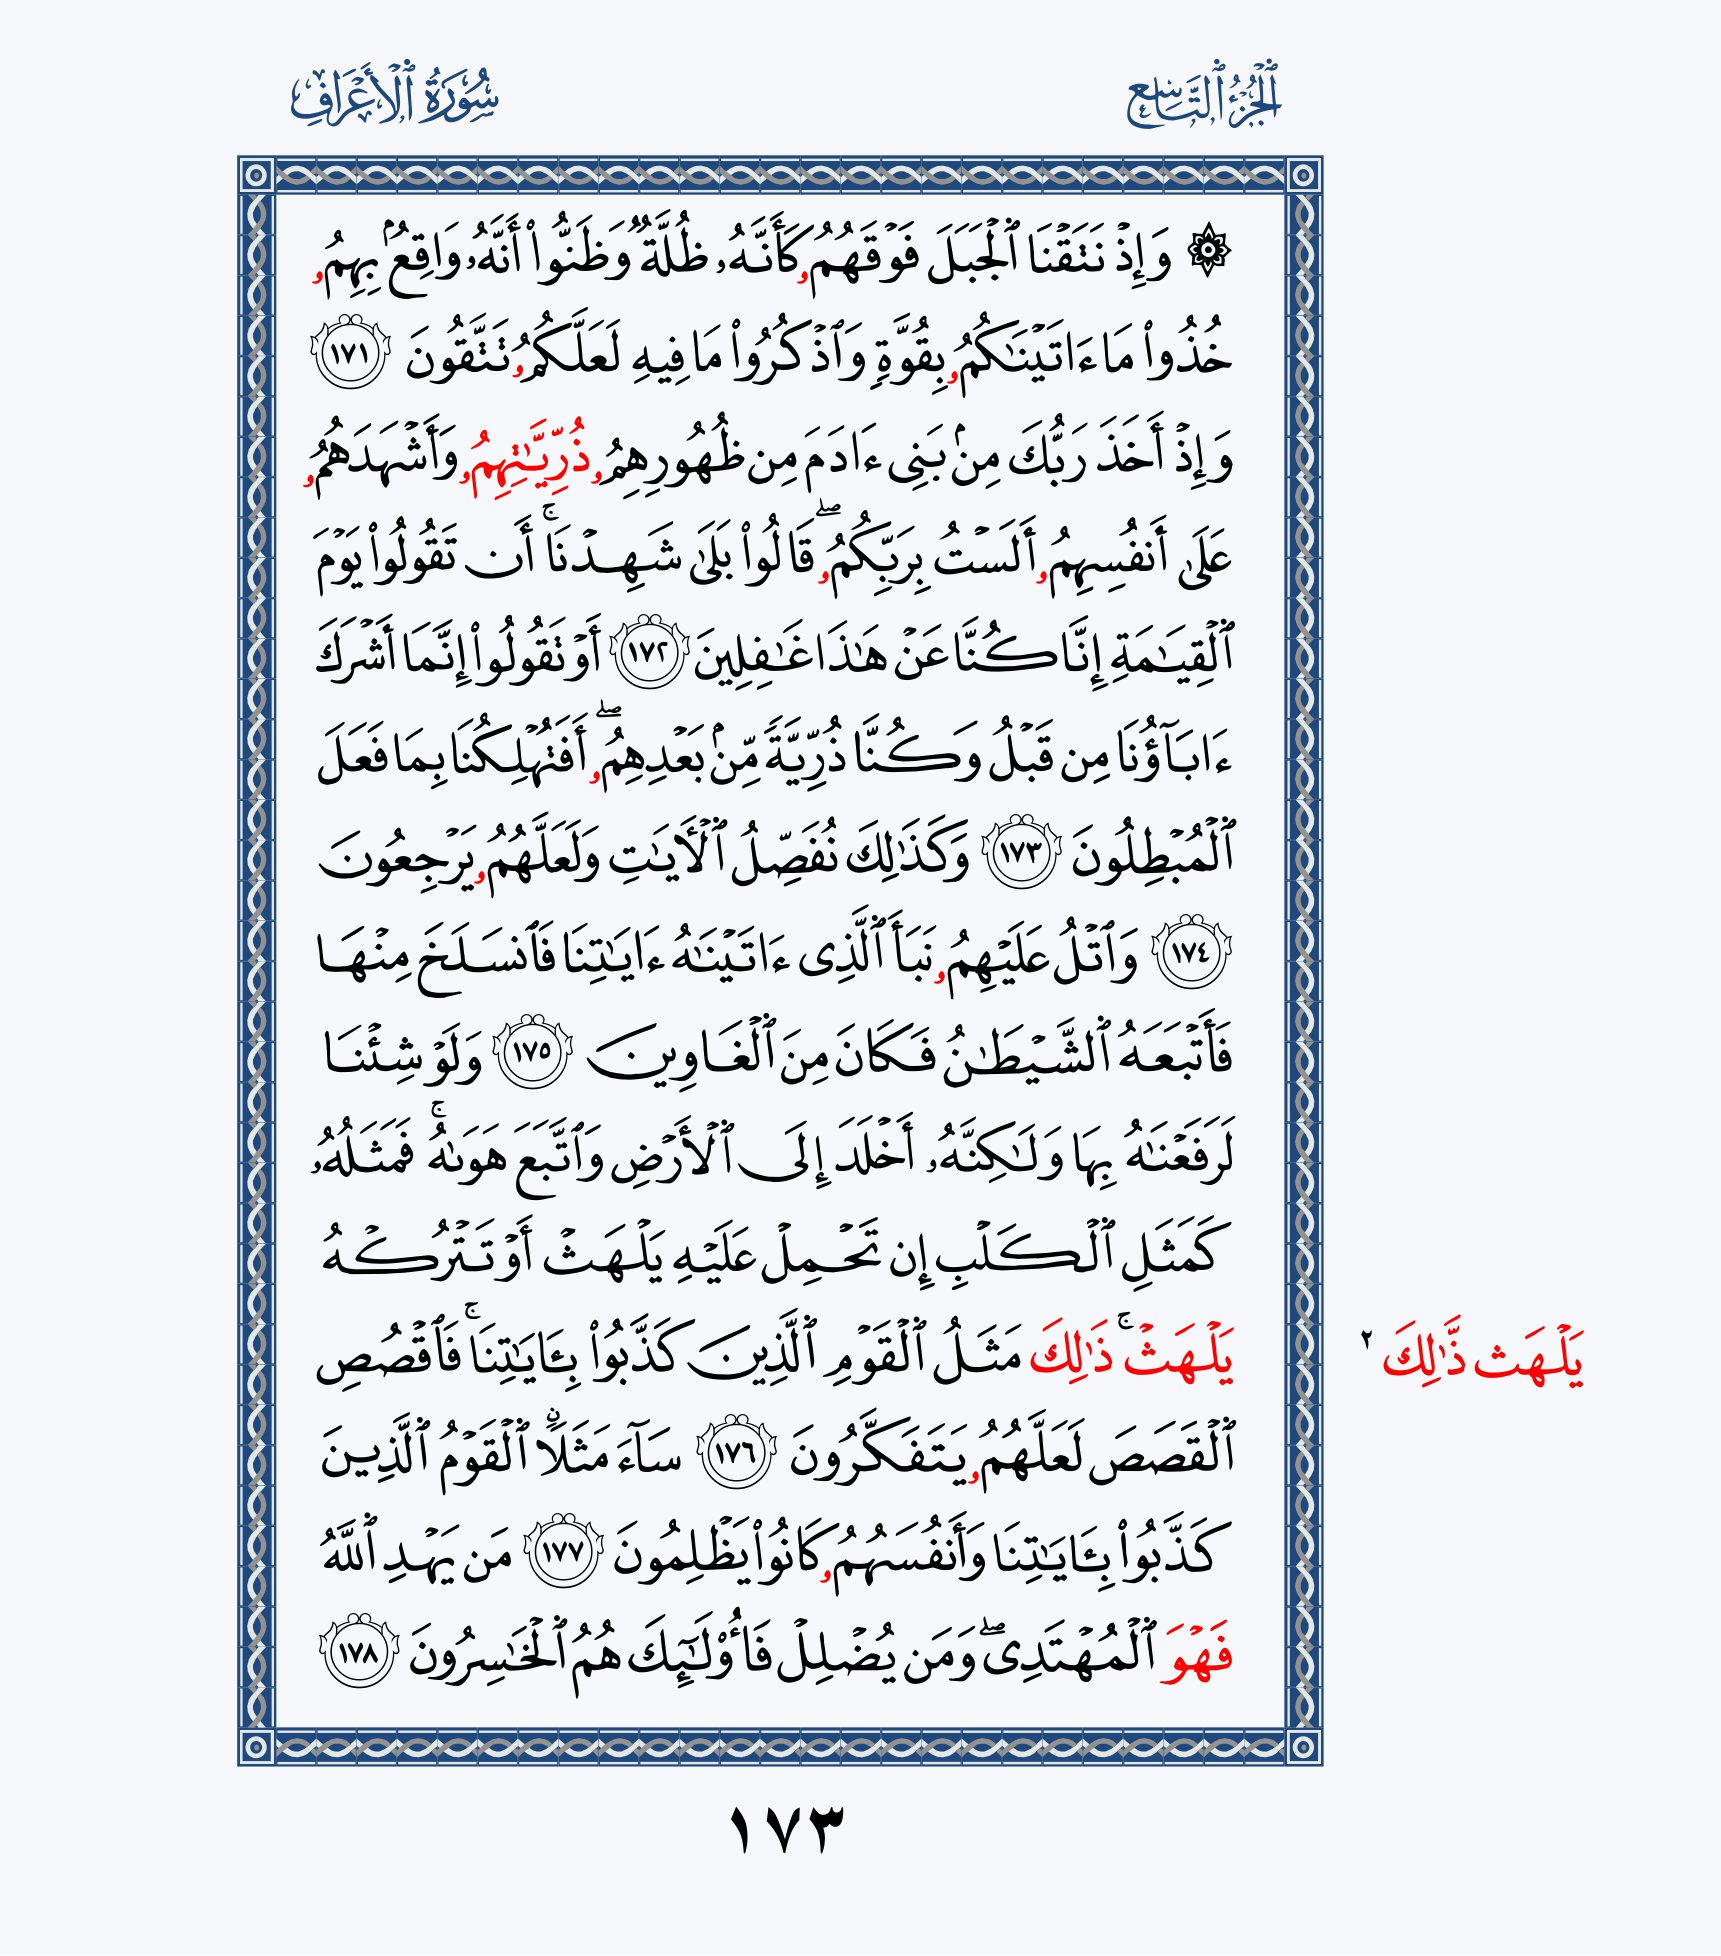 ٱلْجُزْءُ ٱلتَّاسِعُ
سُورَةُ ٱلْأَعْرَافِ
۞ وَإِذْ نَتَقْنَا ٱلْجَبَلَ فَوْقَهُمُۥ كَأَنَّهُۥ ظُلَّةٌ وَظَنُّوا۟ أَنَّهُۥ وَاقِعٌۢ بِهِمُۥ
خُذُوا۟ مَا ءَاتَيْنَٰكُمُۥ بِقُوَّةٍ وَٱذْكُرُوا۟ مَا فِيهِ لَعَلَّكُمُۥ تَتَّقُونَ ١٧١
وَإِذْ أَخَذَ رَبُّكَ مِنۢ بَنِى ءَادَمَ مِن ظُهُورِهِمُۥ ذُرِّيَّٰتِهِمُۥ وَأَشْهَدَهُمُۥ
عَلَىٰ أَنفُسِهِمُۥ أَلَسْتُ بِرَبِّكُمُۥۖ قَالُوا۟ بَلَىٰ شَهِدْنَاۚ أَن تَقُولُوا۟ يَوْمَ
ٱلْقِيَٰمَةِ إِنَّا كُنَّا عَنْ هَٰذَا غَٰفِلِينَ ١٧٢ أَوْ تَقُولُوا۟ إِنَّمَا أَشْرَكَ
ءَابَآؤُنَا مِن قَبْلُ وَكُنَّا ذُرِّيَّةً مِّنۢ بَعْدِهِمُۥۖ أَفَتُهْلِكُنَا بِمَا فَعَلَ
ٱلْمُبْطِلُونَ ١٧٣ وَكَذَٰلِكَ نُفَصِّلُ ٱلْأَيَٰتِ وَلَعَلَّهُمُۥ يَرْجِعُونَ
١٧٤ وَٱتْلُ عَلَيْهِمُۥ نَبَأَ ٱلَّذِى ءَاتَيْنَٰهُ ءَايَٰتِنَا فَٱنسَلَخَ مِنْهَا
فَأَتْبَعَهُ ٱلشَّيْطَٰنُ فَكَانَ مِنَ ٱلْغَاوِينَ ١٧٥ وَلَوْ شِئْنَا
لَرَفَعْنَٰهُ بِهَا وَلَٰكِنَّهُۥ أَخْلَدَ إِلَى ٱلْأَرْضِ وَٱتَّبَعَ هَوَىٰهُۚ فَمَثَلُهُۥ
كَمَثَلِ ٱلْكَلْبِ إِن تَحْمِلْ عَلَيْهِ يَلْهَثْ أَوْ تَتْرُكْهُ
يَلْهَثْۚ ذَٰلِكَ مَثَلُ ٱلْقَوْمِ ٱلَّذِينَ كَذَّبُوا۟ بِـَٔايَٰتِنَاۚ فَٱقْصُصِ
يَلْهَث ذَّٰلِكَ ٢
ٱلْقَصَصَ لَعَلَّهُمُۥ يَتَفَكَّرُونَ ١٧٦ سَآءَ مَثَلًا ٱلْقَوْمُ ٱلَّذِينَ
كَذَّبُوا۟ بِـَٔايَٰتِنَا وَأَنفُسَهُمُۥ كَانُوا۟ يَظْلِمُونَ ١٧٧ مَن يَهْدِ ٱللَّهُ
فَهْوَ ٱلْمُهْتَدِىۖ وَمَن يُضْلِلْ فَأُو۟لَٰٓئِكَ هُمُ ٱلْخَٰسِرُونَ ١٧٨
١٧٣